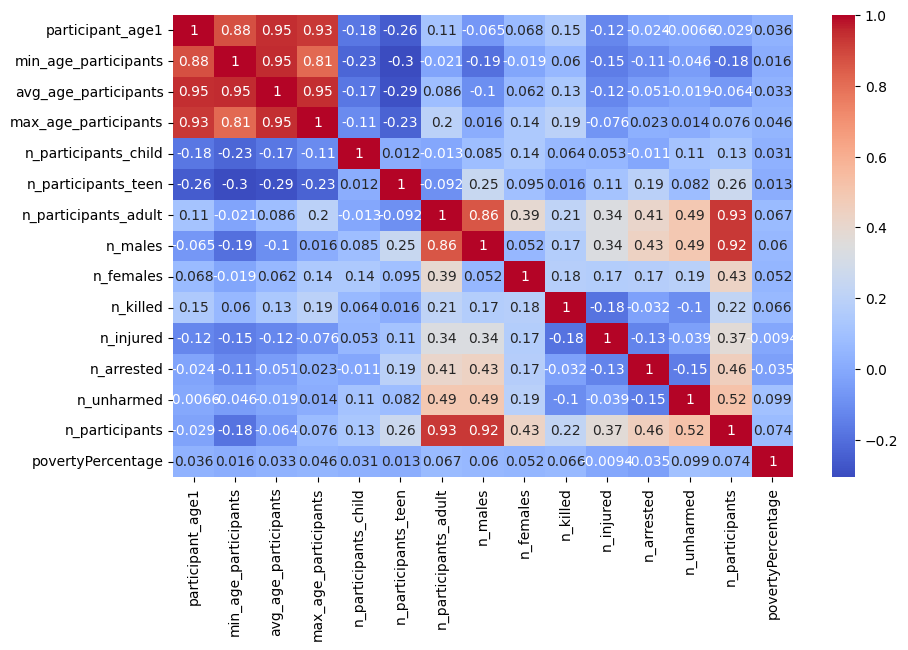 participant_age1 1 0.88 0.95 0.93 -0.18 -0.26 0.11 -0.065 0.068 0.15 -0.12 -0.024 -0.0066 -0.029 0.036
min_age_participants 0.88 1 0.95 0.81 -0.23 -0.3 -0.021 -0.19 -0.019 0.06 -0.15 -0.11 -0.046 -0.18 0.016
avg_age_participants 0.95 0.95 1 0.95 -0.17 -0.29 0.086 -0.1 0.062 0.13 -0.12 -0.051 -0.019 -0.064 0.033
max_age_participants 0.93 0.81 0.95 1 -0.11 -0.23 0.2 0.016 0.14 0.19 -0.076 0.023 0.014 0.076 0.046
n_participants_child -0.18 -0.23 -0.17 -0.11 1 0.012 -0.013 0.085 0.14 0.064 0.053 -0.011 0.11 0.13 0.031
n_participants_teen -0.26 -0.3 -0.29 -0.23 0.012 1 -0.092 0.25 0.095 0.016 0.11 0.19 0.082 0.26 0.013
n_participants_adult 0.11 -0.021 0.086 0.2 -0.013 -0.092 1 0.86 0.39 0.21 0.34 0.41 0.49 0.93 0.067
n_males -0.065 -0.19 -0.1 0.016 0.085 0.25 0.86 1 0.052 0.17 0.34 0.43 0.49 0.92 0.06
n_females 0.068 -0.019 0.062 0.14 0.14 0.095 0.39 0.052 1 0.18 0.17 0.17 0.19 0.43 0.052
n_killed 0.15 0.06 0.13 0.19 0.064 0.016 0.21 0.17 0.18 1 -0.18 -0.032 -0.1 0.22 0.066
n_injured -0.12 -0.15 -0.12 -0.076 0.053 0.11 0.34 0.34 0.17 -0.18 1 -0.13 -0.039 0.37 -0.0094
n_arrested -0.024 -0.11 -0.051 0.023 -0.011 0.19 0.41 0.43 0.17 -0.032 -0.13 1 -0.15 0.46 -0.035
n_unharmed -0.0066 -0.046 -0.019 0.014 0.11 0.082 0.49 0.49 0.19 -0.1 -0.039 -0.15 1 0.52 0.099
n_participants -0.029 -0.18 -0.064 0.076 0.13 0.26 0.93 0.92 0.43 0.22 0.37 0.46 0.52 1 0.074
povertyPercentage 0.036 0.016 0.033 0.046 0.031 0.013 0.067 0.06 0.052 0.066 -0.0094 -0.035 0.099 0.074 1
participant_age1
min_age_participants
avg_age_participants
max_age_participants
n_participants_child
n_participants_teen
n_participants_adult
n_males
n_females
n_killed
n_injured
n_arrested
n_unharmed
n_participants
povertyPercentage
1.0
0.8
0.6
0.4
0.2
0.0
−0.2